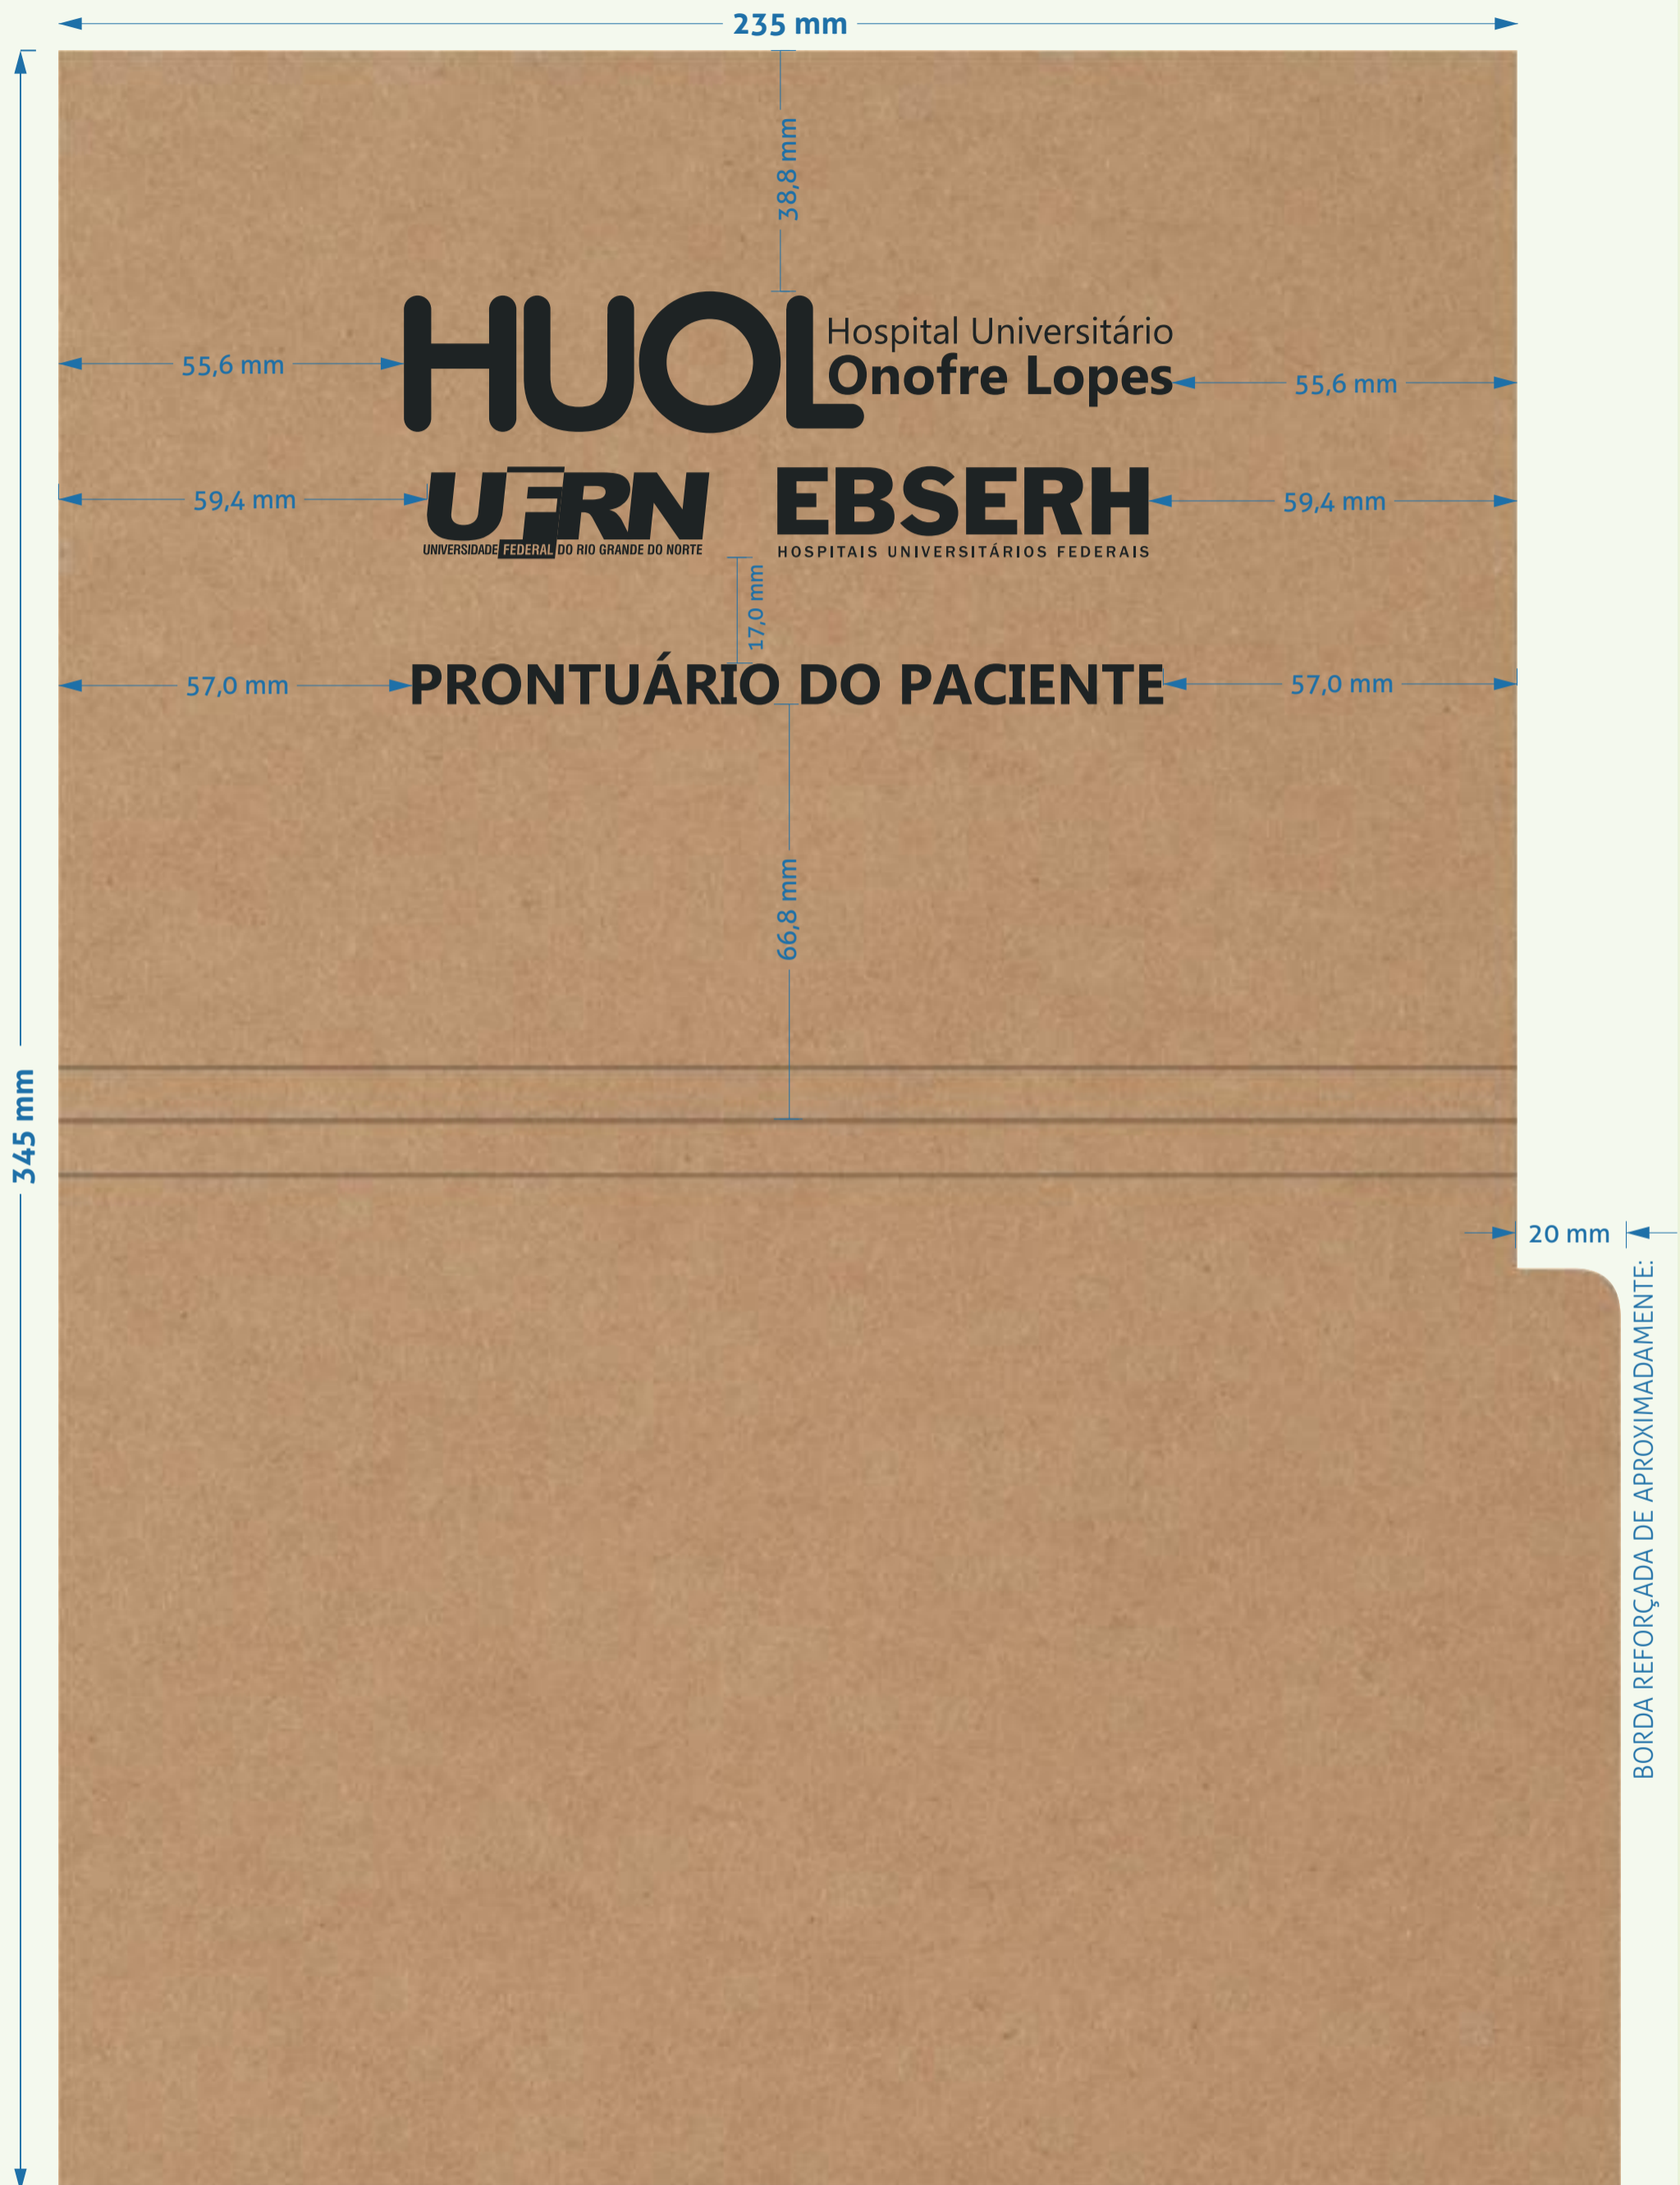 235 mm
38,8 mm
HUOL
Hospital Universitário
Onofre Lopes
55,6 mm
55,6 mm
UFRN
UNIVERSIDADE FEDERAL DO RIO GRANDE DO NORTE
EBSERH
HOSPITAIS UNIVERSITÁRIOS FEDERAIS
59,4 mm
59,4 mm
17,0 mm
57,0 mm
PRONTUÁRIO DO PACIENTE
57,0 mm
66,8 mm
345 mm
20 mm
BORDA REFORÇADA DE APROXIMADAMENTE: